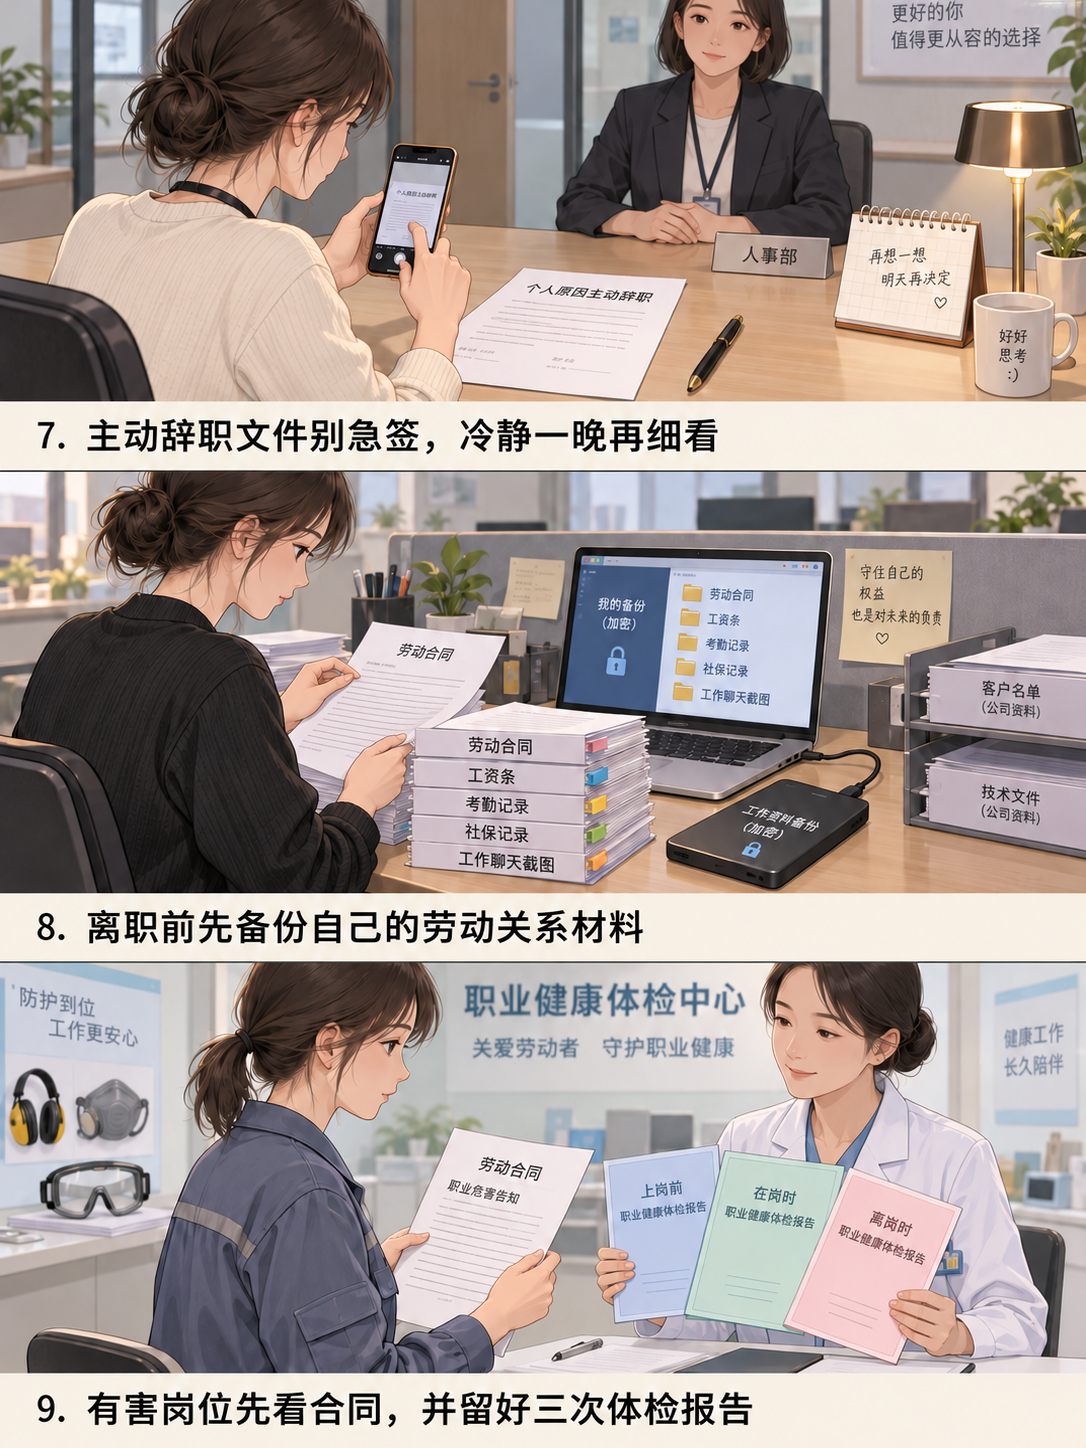 更好的你
值得更从容的选择
个人原因主动辞职
个人原因主动辞职
人事部
再想一想
明天再决定
♡
好好
思考
:)
7. 主动辞职文件别急签，冷静一晚再细看
劳动合同
我的备份
（加密）
劳动合同
工资条
考勤记录
社保记录
工作聊天截图
守住自己的
权益
也是对未来的负责
♡
客户名单
（公司资料）
技术文件
（公司资料）
劳动合同
工资条
考勤记录
社保记录
工作聊天截图
工作资料备份
（加密）
8. 离职前先备份自己的劳动关系材料
防护到位
工作更安心
职业健康体检中心
关爱劳动者 守护职业健康
健康工作
长久陪伴
劳动合同
职业危害告知
上岗前
职业健康体检报告
在岗时
职业健康体检报告
离岗时
职业健康体检报告
9. 有害岗位先看合同，并留好三次体检报告